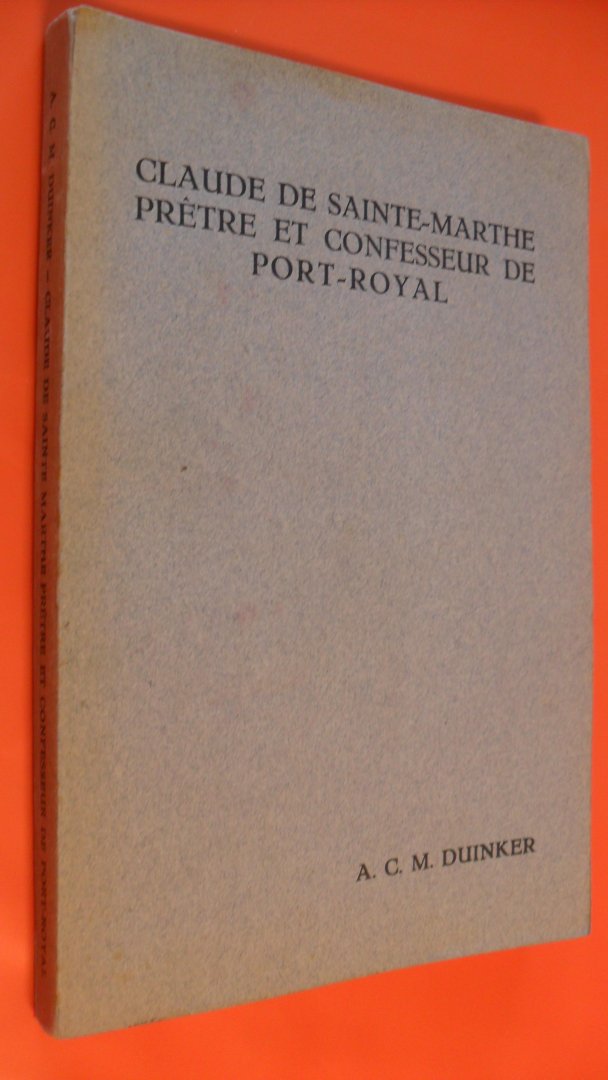 CLAUDE DE SAINTE-MARTHE
PRÊTRE ET CONFESSEUR DE
PORT-ROYAL
A. C. M. DUINKER
A. C. M. DUINKER — CLAUDE DE SAINTE MARTHE PRÊTRE ET CONFESSEUR DE PORT-ROYAL